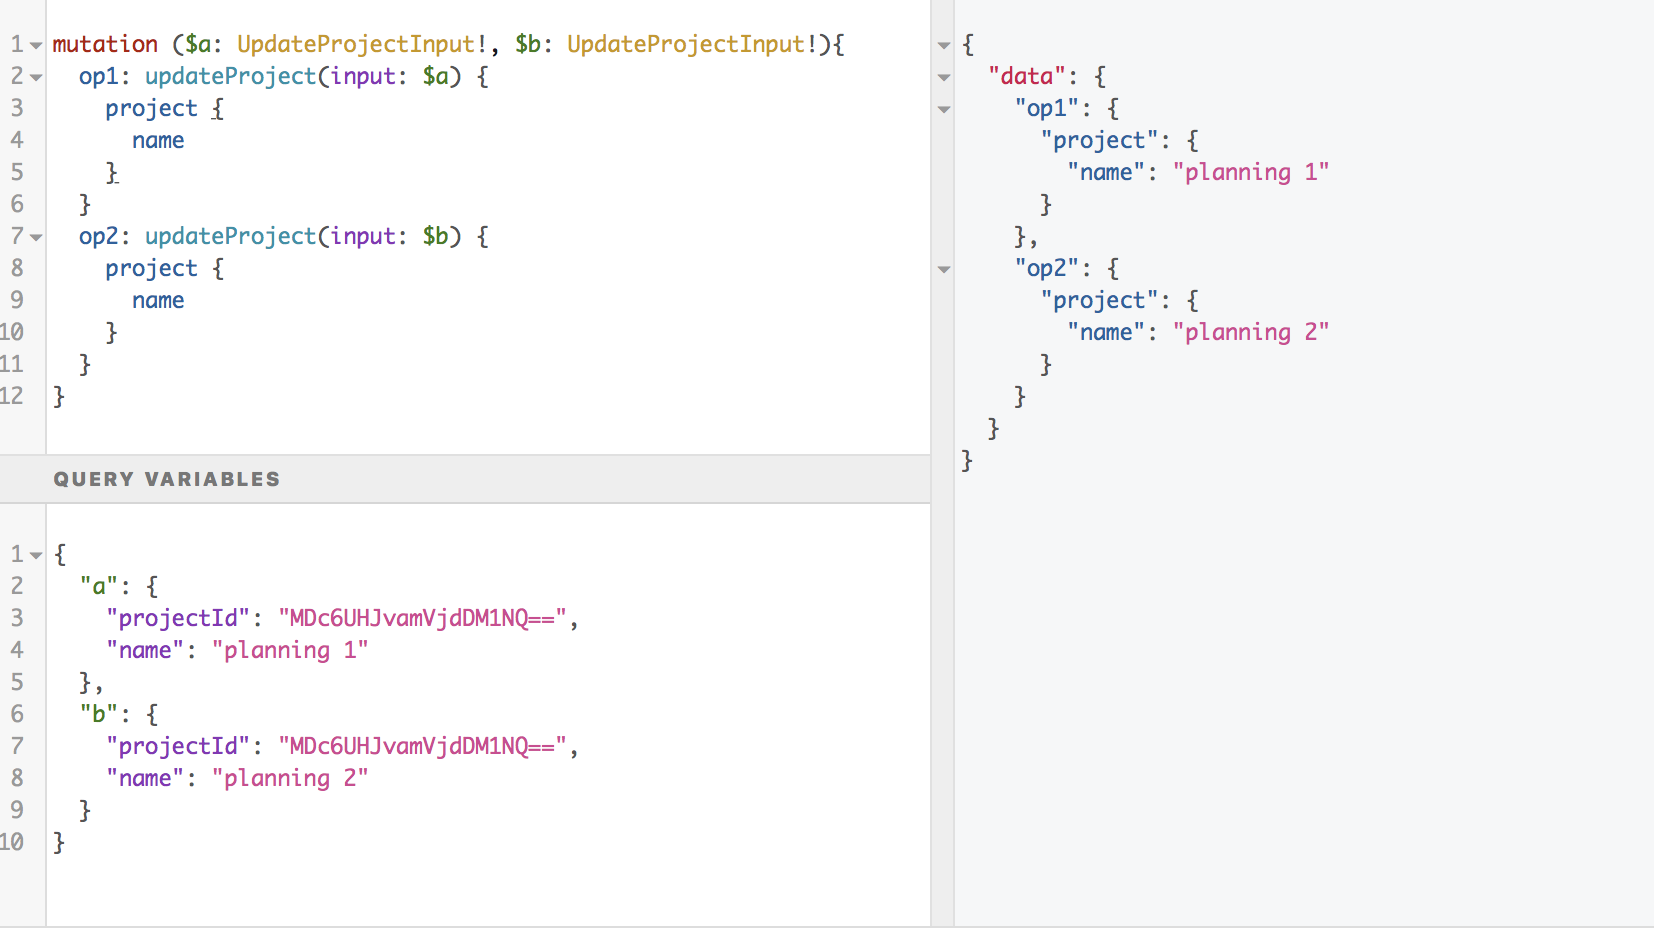 1 mutation ($a: UpdateProjectInput!, $b: UpdateProjectInput!){
2   op1: updateProject(input: $a) {
3     project {
4       name
5     }
6   }
7   op2: updateProject(input: $b) {
8     project {
9       name
10     }
11   }
12 }
QUERY VARIABLES
1 {
2   "a": {
3     "projectId": "MDc6UHJvamVjdDM1NQ==",
4     "name": "planning 1"
5   },
6   "b": {
7     "projectId": "MDc6UHJvamVjdDM1NQ==",
8     "name": "planning 2"
9   }
10 }
{
  "data": {
    "op1": {
      "project": {
        "name": "planning 1"
      }
    },
    "op2": {
      "project": {
        "name": "planning 2"
      }
    }
  }
}